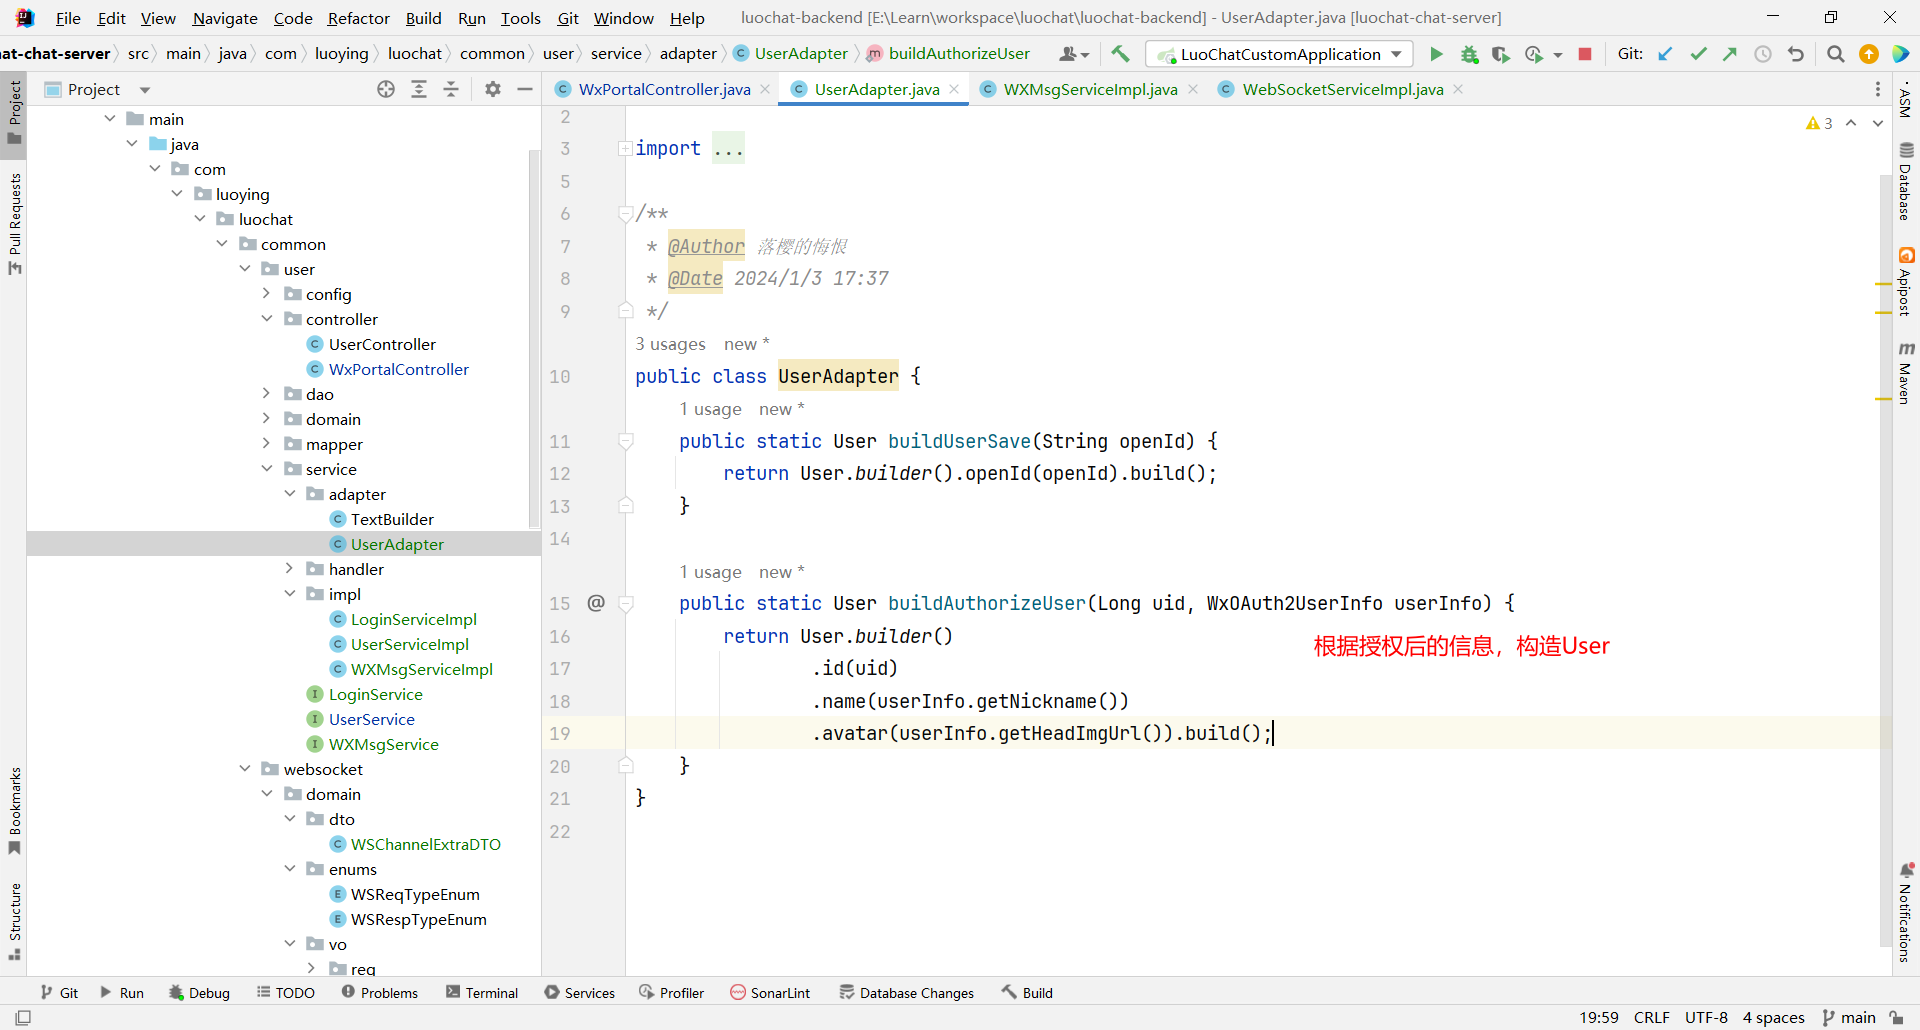 File Edit View Navigate Code Refactor Build Run Tools Git Window Help luochat-backend [E:\Learn\workspace\luochat\luochat-backend] - UserAdapter.java [luochat-chat-server]
at-chat-server src main java com luoying luochat common user service adapter UserAdapter buildAuthorizeUser LuoChatCustomApplication Git:
Project WxPortalController.java UserAdapter.java WXMsgServiceImpl.java WebSocketServiceImpl.java
Project
Pull Requests
Bookmarks
Structure
main
java
com
luoying
luochat
common
user
config
controller
UserController
WxPortalController
dao
domain
mapper
service
adapter
TextBuilder
UserAdapter
handler
impl
LoginServiceImpl
UserServiceImpl
WXMsgServiceImpl
LoginService
UserService
WXMsgService
websocket
domain
dto
WSChannelExtraDTO
enums
WSReqTypeEnum
WSRespTypeEnum
vo
req
3
2
3 import ...
5
6 /**
7 * @Author 落樱的悔恨
8 * @Date 2024/1/3 17:37
9 */
3 usages new *
10 public class UserAdapter {
1 usage new *
11 public static User buildUserSave(String openId) {
12 return User.builder().openId(openId).build();
13 }
14
1 usage new *
15 @ public static User buildAuthorizeUser(Long uid, WxOAuth2UserInfo userInfo) {
16 return User.builder()
根据授权后的信息，构造User
17 .id(uid)
18 .name(userInfo.getNickname())
19 .avatar(userInfo.getHeadImgUrl()).build();
20 }
21 }
22
ASM
Database
Apipost
m Maven
Notifications
Git Run Debug TODO Problems Terminal Services Profiler SonarLint Database Changes Build
19:59 CRLF UTF-8 4 spaces main